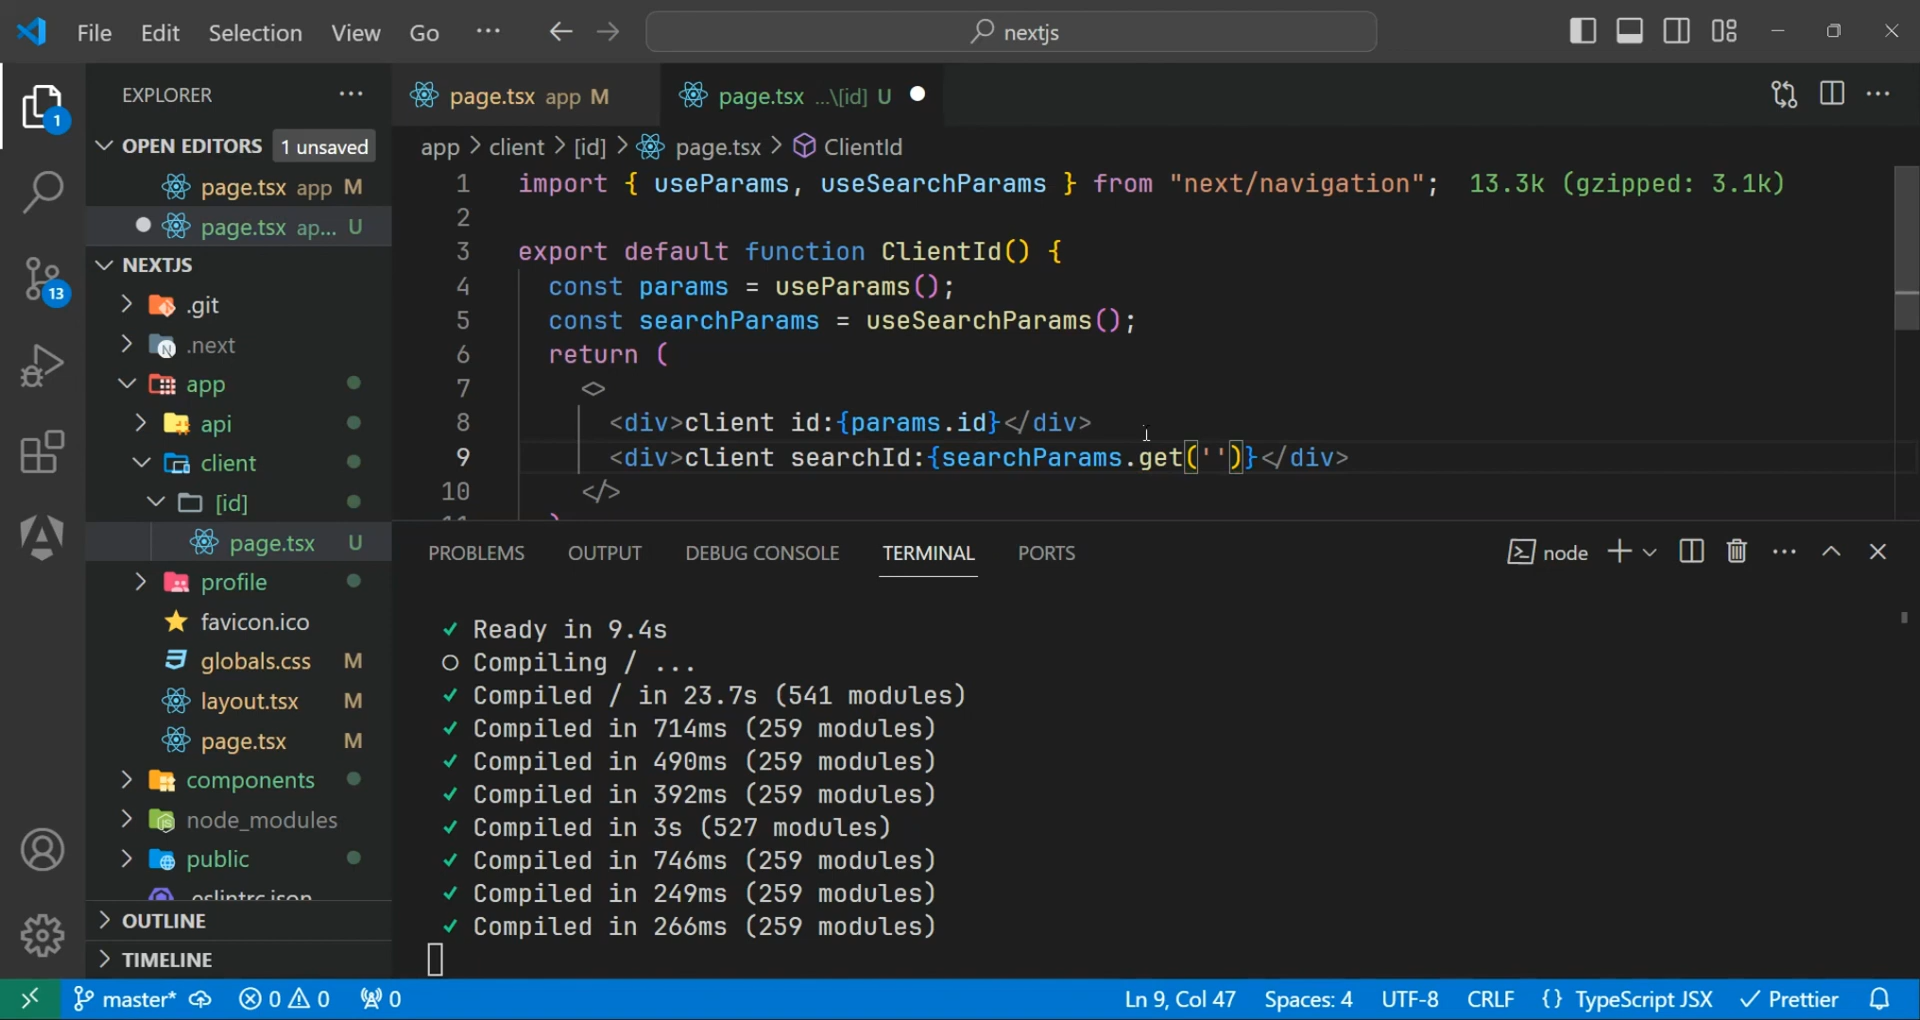 File Edit Selection View Go ··· nextjs
EXPLORER ···
1
OPEN EDITORS 1 unsaved
page.tsx app M
page.tsx ap... U
NEXTJS
.git
.next
app
api
client
[id]
page.tsx U
profile
favicon.ico
globals.css M
layout.tsx M
page.tsx M
components
node_modules
public
.eslintrc.json
OUTLINE
TIMELINE
13
page.tsx app M page.tsx ...\[id] U
app > client > [id] > page.tsx > ClientId
1 import { useParams, useSearchParams } from "next/navigation"; 13.3k (gzipped: 3.1k)
2
3 export default function ClientId() {
4 const params = useParams();
5 const searchParams = useSearchParams();
6 return (
7 <>
8 <div>client id:{params.id}</div>
9 <div>client searchId:{searchParams.get('')}</div>
10 </>
PROBLEMS OUTPUT DEBUG CONSOLE TERMINAL PORTS node
✓ Ready in 9.4s
○ Compiling / ...
✓ Compiled / in 23.7s (541 modules)
✓ Compiled in 714ms (259 modules)
✓ Compiled in 490ms (259 modules)
✓ Compiled in 392ms (259 modules)
✓ Compiled in 3s (527 modules)
✓ Compiled in 746ms (259 modules)
✓ Compiled in 249ms (259 modules)
✓ Compiled in 266ms (259 modules)
master* 0 0 0 Ln 9, Col 47 Spaces: 4 UTF-8 CRLF {} TypeScript JSX ✓ Prettier